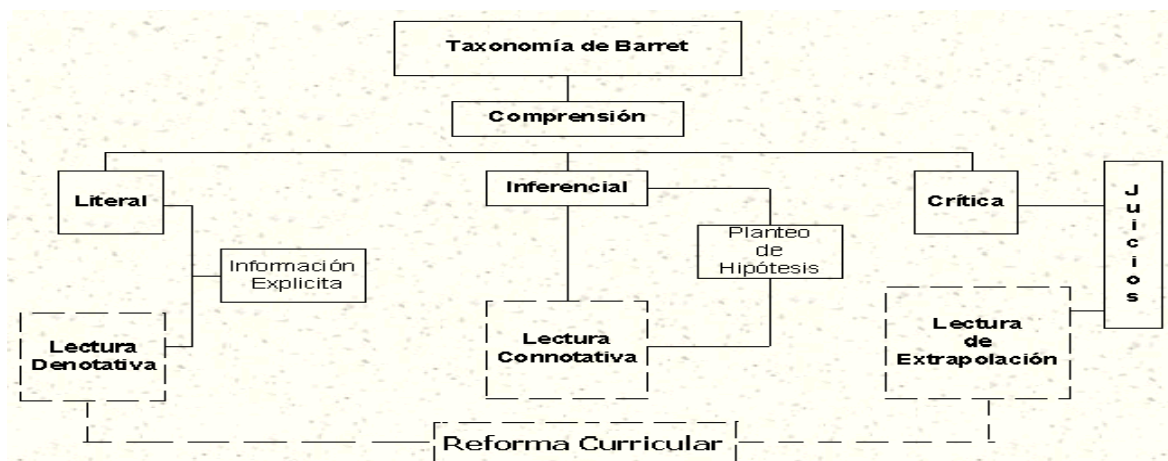 Taxonomía de Barret
Comprensión
Literal
Inferencial
Crítica
Juicios
Información
Explicita
Planteo
de
Hipótesis
Lectura
Denotativa
Lectura
Connotativa
Lectura
de
Extrapolación
Reforma Curricular